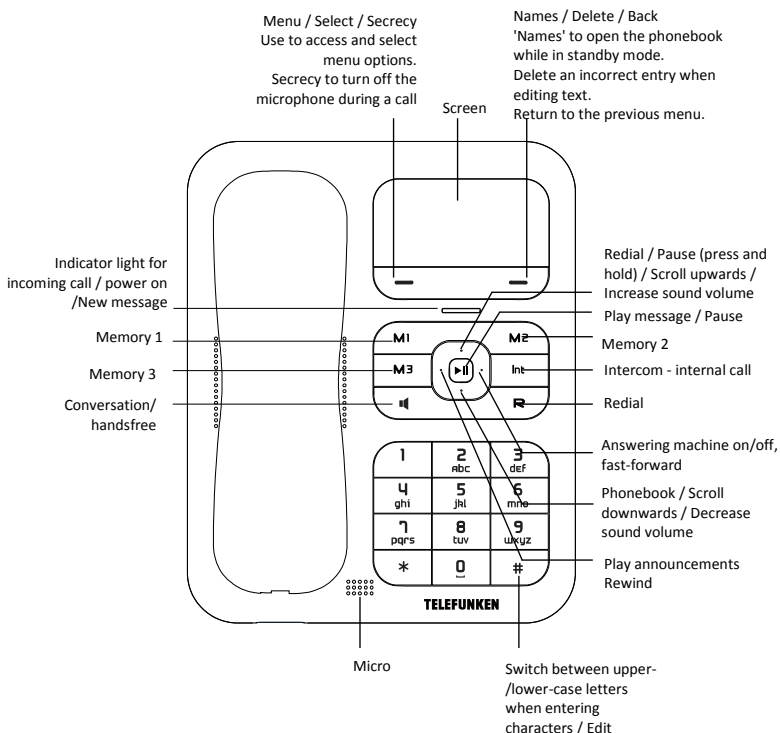 Menu / Select / Secrecy
Use to access and select
menu options.
Secrecy to turn off the
microphone during a call
Screen
Names / Delete / Back
'Names' to open the phonebook
while in standby mode.
Delete an incorrect entry when
editing text.
Return to the previous menu.
Indicator light for
incoming call / power on
/New message
Memory 1
Memory 3
Conversation/
handsfree
Redial / Pause (press and
hold) / Scroll upwards /
Increase sound volume
Play message / Pause
Memory 2
Intercom - internal call
Redial
Answering machine on/off,
fast-forward
Phonebook / Scroll
downwards / Decrease
sound volume
Play announcements
Rewind
M1
M2
M3
Int
R
1
2
ABC
3
def
4
ghi
5
jkl
6
mno
7
pqrs
8
tuv
9
wxyz
*
0
#
TELEFUNKEN
Micro
Switch between upper-
/lower-case letters
when entering
characters / Edit